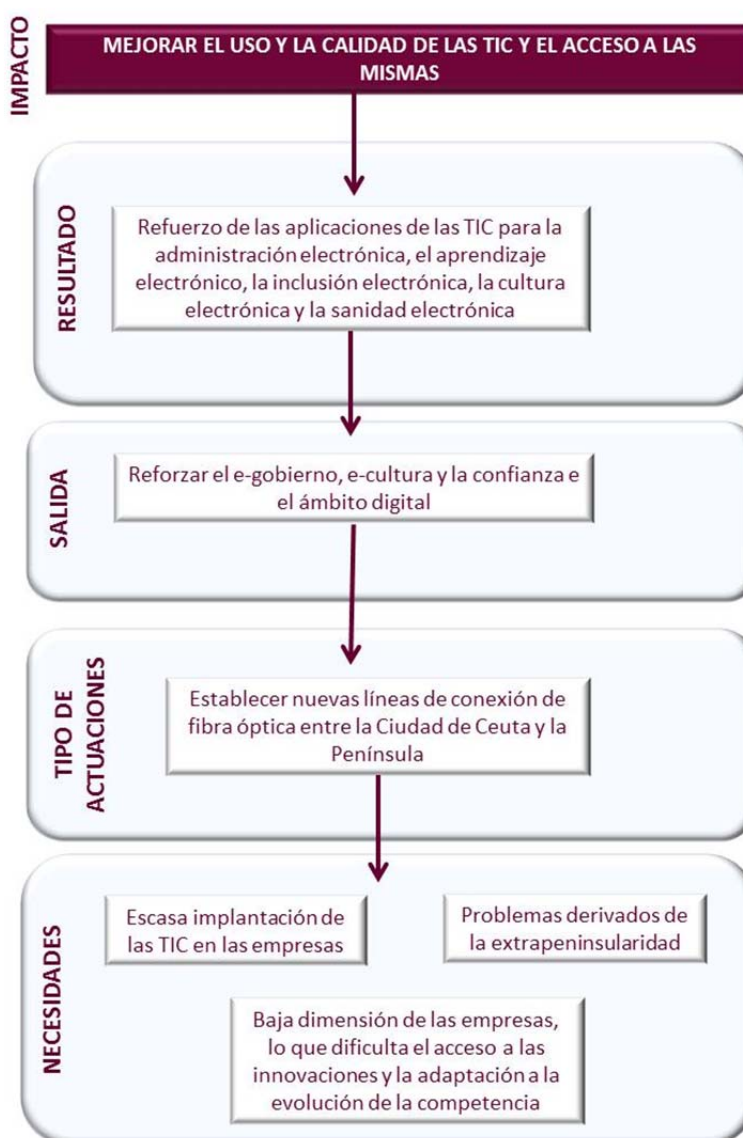 IMPACTO
MEJORAR EL USO Y LA CALIDAD DE LAS TIC Y EL ACCESO A LAS
MISMAS
RESULTADO
Refuerzo de las aplicaciones de las TIC para la
administración electrónica, el aprendizaje
electrónico, la inclusión electrónica, la cultura
electrónica y la sanidad electrónica
SALIDA
Reforzar el e-gobierno, e-cultura y la confianza e
el ámbito digital
TIPO DE
ACTUACIONES
Establecer nuevas líneas de conexión de
fibra óptica entre la Ciudad de Ceuta y la
Península
NECESIDADES
Escasa implantación de
las TIC en las empresas
Problemas derivados de
la extrapeninsularidad
Baja dimensión de las empresas,
lo que dificulta el acceso a las
innovaciones y la adaptación a la
evolución de la competencia